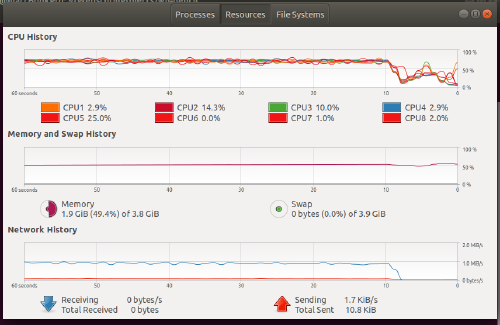 Processes Resources File Systems
CPU History
100 %
50 %
0 %
60 seconds 50 40 30 20 10 0
CPU1 2.9% CPU2 14.3% CPU3 10.0% CPU4 2.9%
CPU5 25.0% CPU6 0.0% CPU7 1.0% CPU8 2.0%
Memory and Swap History
100 %
50 %
0 %
60 seconds 50 40 30 20 10 0
Memory Swap
1.9 GiB (49.4%) of 3.8 GiB 0 bytes (0.0%) of 3.9 GiB
Network History
2.0 MiB/s
1.0 MiB/s
0 bytes/s
60 seconds 50 40 30 20 10 0
Receiving 0 bytes/s Sending 1.7 KiB/s
Total Received 0 bytes Total Sent 10.8 KiB